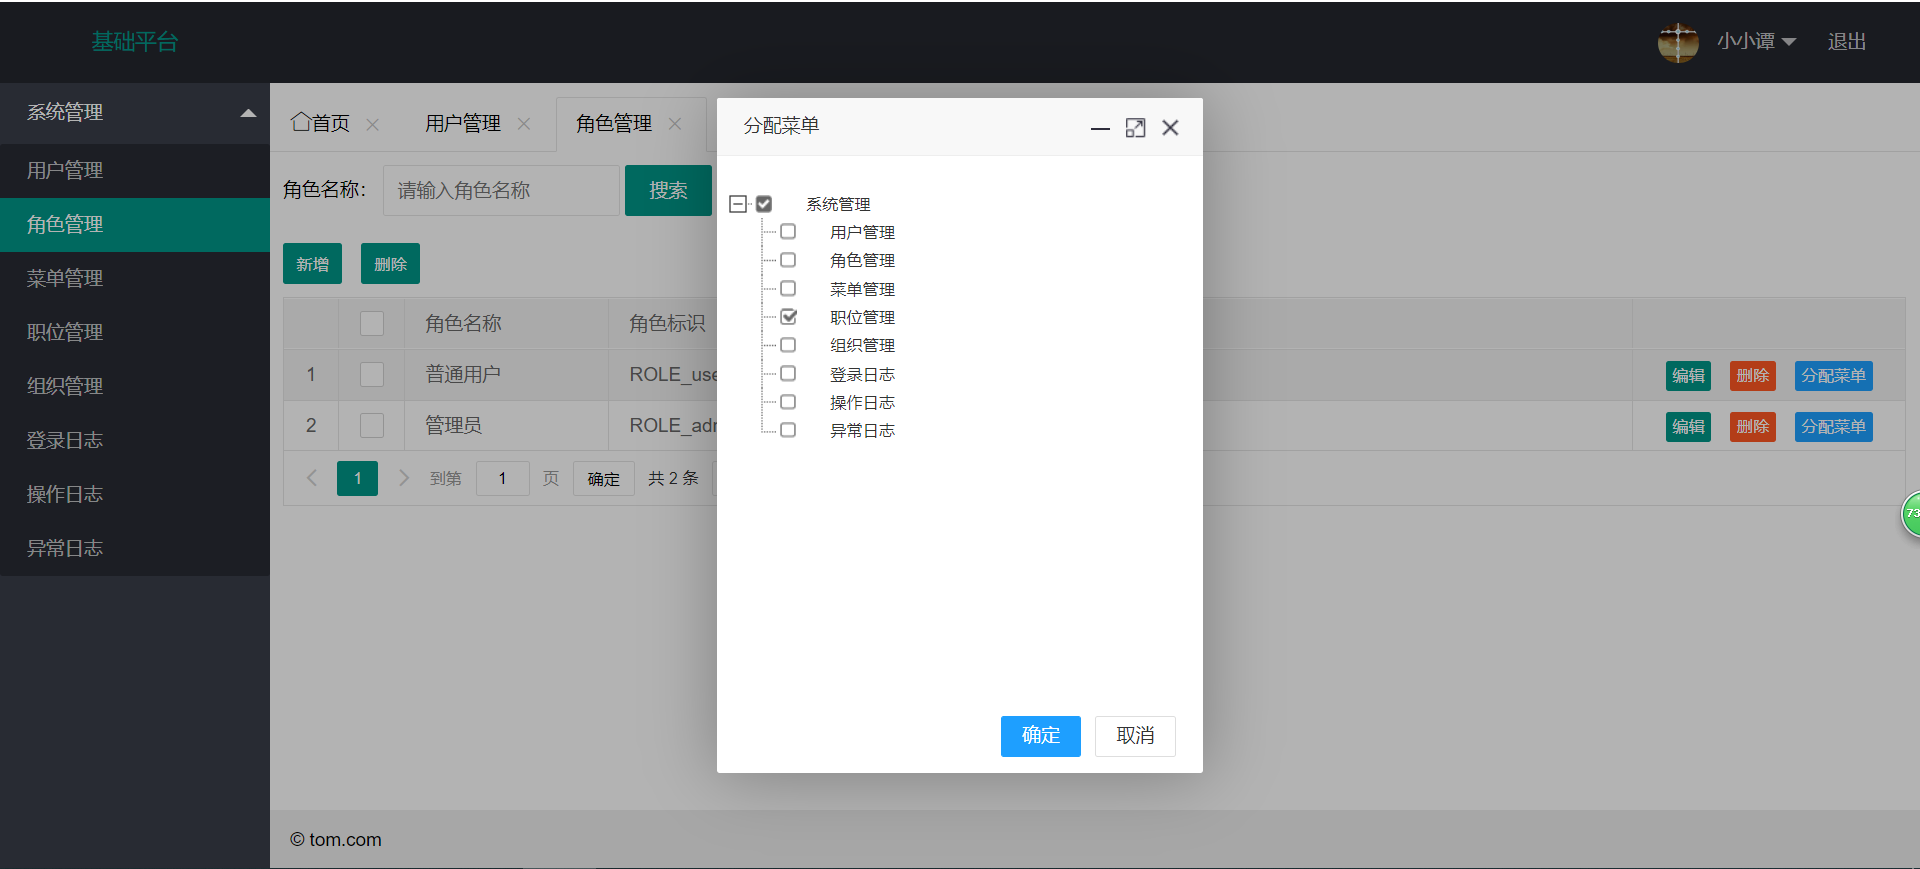 基础平台
小小谭
退出
系统管理
用户管理
角色管理
菜单管理
职位管理
组织管理
登录日志
操作日志
异常日志
首页
用户管理
角色管理
角色名称：
请输入角色名称
搜索
新增
删除
角色名称
角色标识
1
普通用户
ROLE_use
编辑
删除
分配菜单
2
管理员
编辑
删除
分配菜单
1
到第
1
页
确定
共 2 条
分配菜单
系统管理
用户管理
角色管理
菜单管理
职位管理
组织管理
登录日志
操作日志
异常日志
确定
取消
73
© tom.com